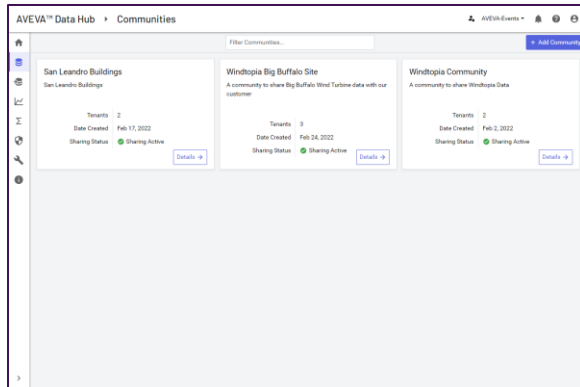 AVEVA™ Data Hub › Communities
AVEVA-Events
Filter Communities...
+ Add Community
San Leandro Buildings
San Leandro Buildings
Tenants 2
Date Created Feb 17, 2022
Sharing Status Sharing Active
Details →
Windtopia Big Buffalo Site
A community to share Big Buffalo Wind Turbine data with our
customer
Tenants 3
Date Created Feb 24, 2022
Sharing Status Sharing Active
Details →
Windtopia Community
A community to share Windtopia Data
Tenants 2
Date Created Feb 2, 2022
Sharing Status Sharing Active
Details →